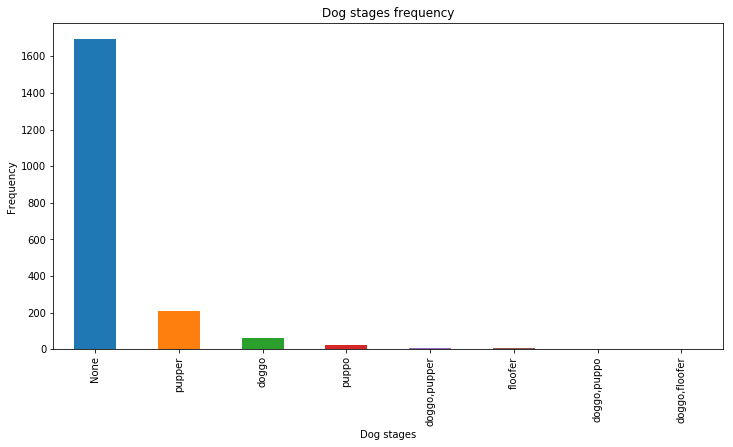 Dog stages frequency
1600
1400
1200
1000
800
600
400
200
0
Frequency
None
pupper
doggo
puppo
doggo,pupper
floofer
doggo,puppo
doggo,floofer
Dog stages